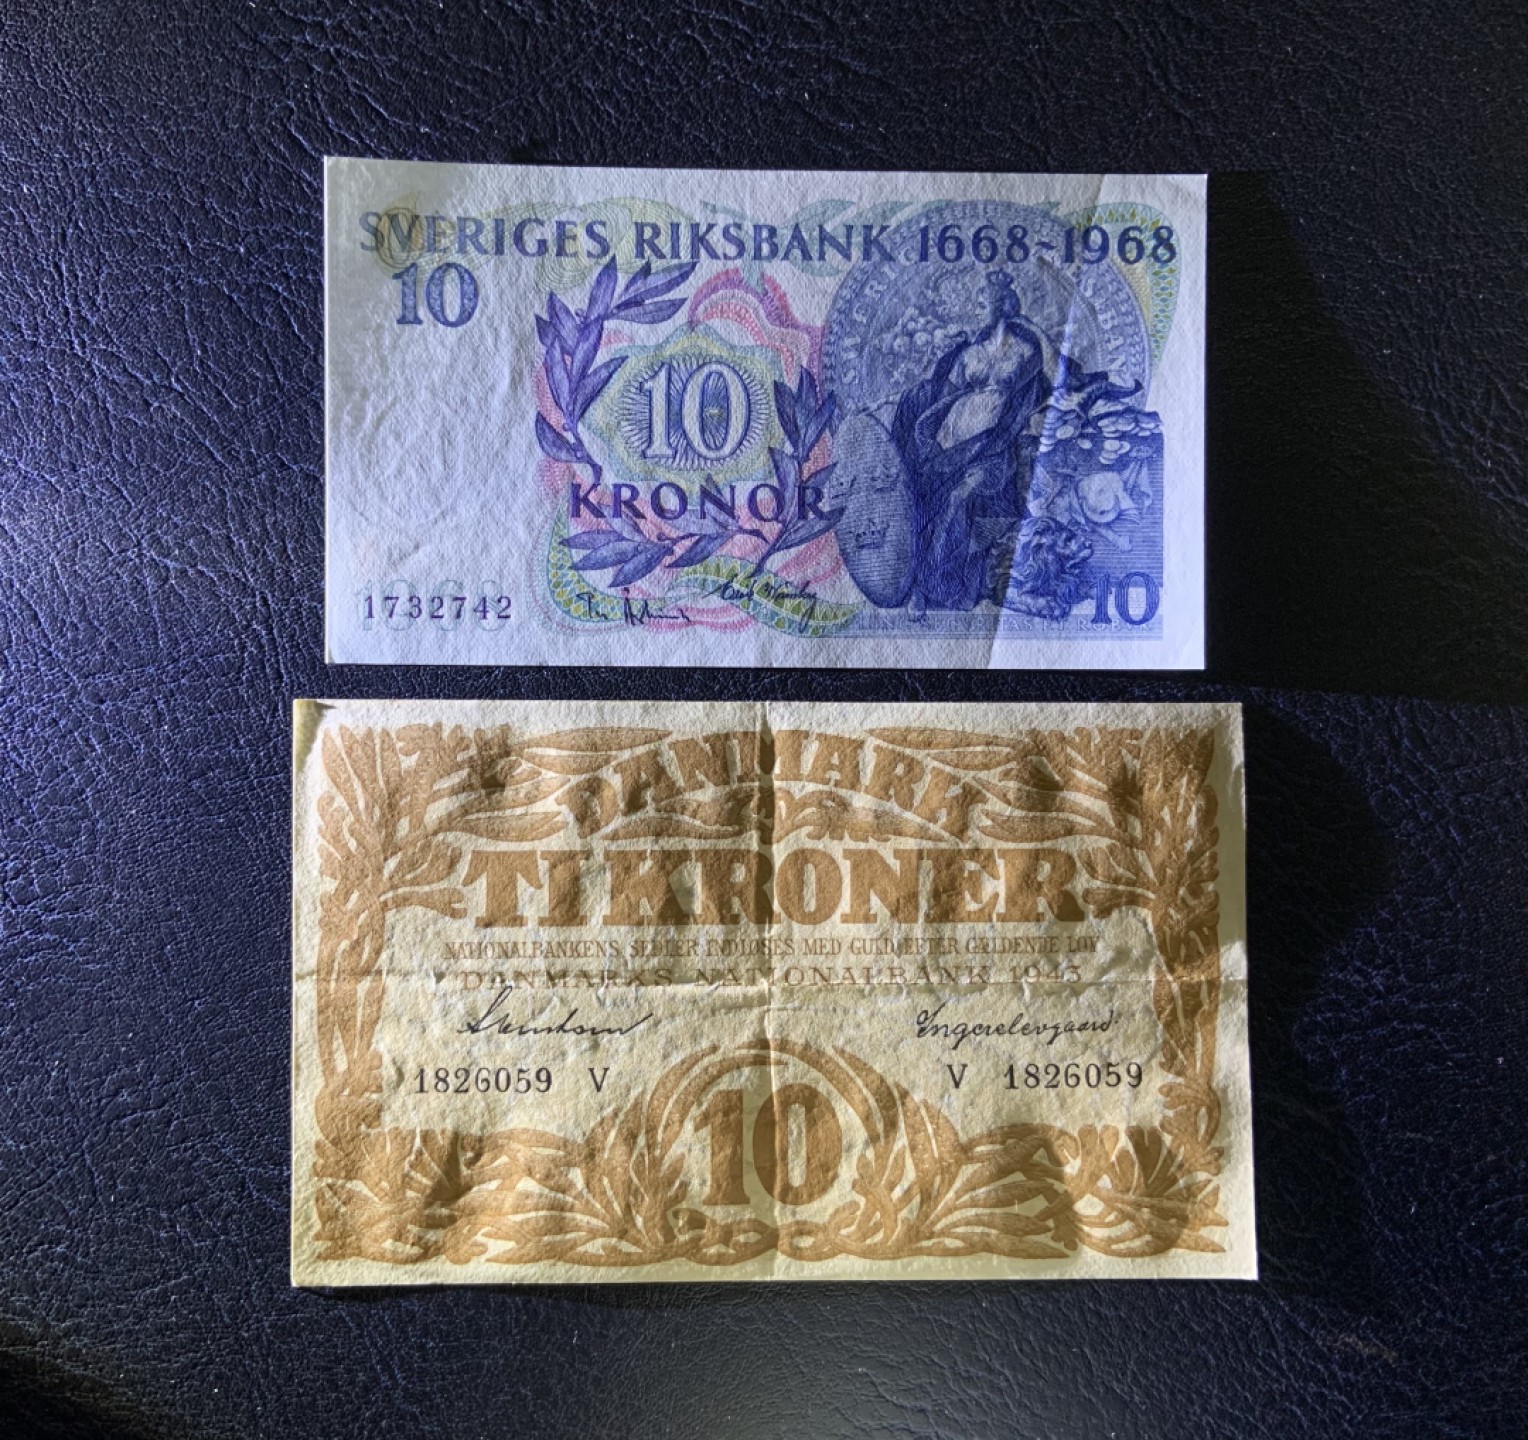 SVERIGES RIKSBANK 1668-1968
10
10
KRONOR
1732742
10
DANMARK
TI KRONER
NATIONALBANKENS SEDLER INDLØSES MED GULD EFTER GÆLDENDE LOV
DANMARKS NATIONALBANK 1943
1826059 V
V 1826059
10